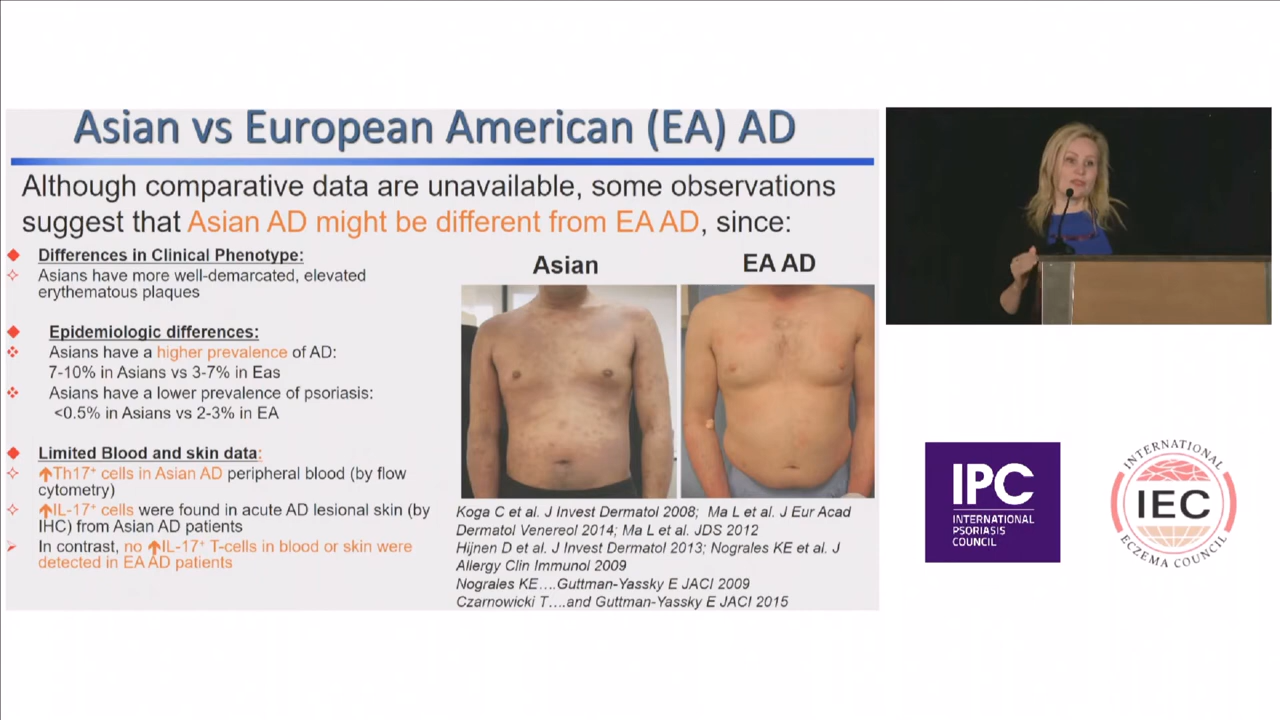 Asian vs European American (EA) AD
Although comparative data are unavailable, some observations
suggest that Asian AD might be different from EA AD, since:
Differences in Clinical Phenotype:
Asians have more well-demarcated, elevated
erythematous plaques
Epidemiologic differences:
Asians have a higher prevalence of AD:
7-10% in Asians vs 3-7% in Eas
Asians have a lower prevalence of psoriasis:
<0.5% in Asians vs 2-3% in EA
Limited Blood and skin data:
↑Th17⁺ cells in Asian AD peripheral blood (by flow
cytometry)
↑IL-17⁺ cells were found in acute AD lesional skin (by
IHC) from Asian AD patients
In contrast, no ↑IL-17⁺ T-cells in blood or skin were
detected in EA AD patients
Asian
EA AD
Koga C et al. J Invest Dermatol 2008; Ma L et al. J Eur Acad
Dermatol Venereol 2014; Ma L et al. JDS 2012
Hijnen D et al. J Invest Dermatol 2013; Nograles KE et al. J
Allergy Clin Immunol 2009
Nograles KE....Guttman-Yassky E JACI 2009
Czarnowicki T....and Guttman-Yassky E JACI 2015
IPC
INTERNATIONAL
PSORIASIS
COUNCIL
INTERNATIONAL
IEC
ECZEMA COUNCIL